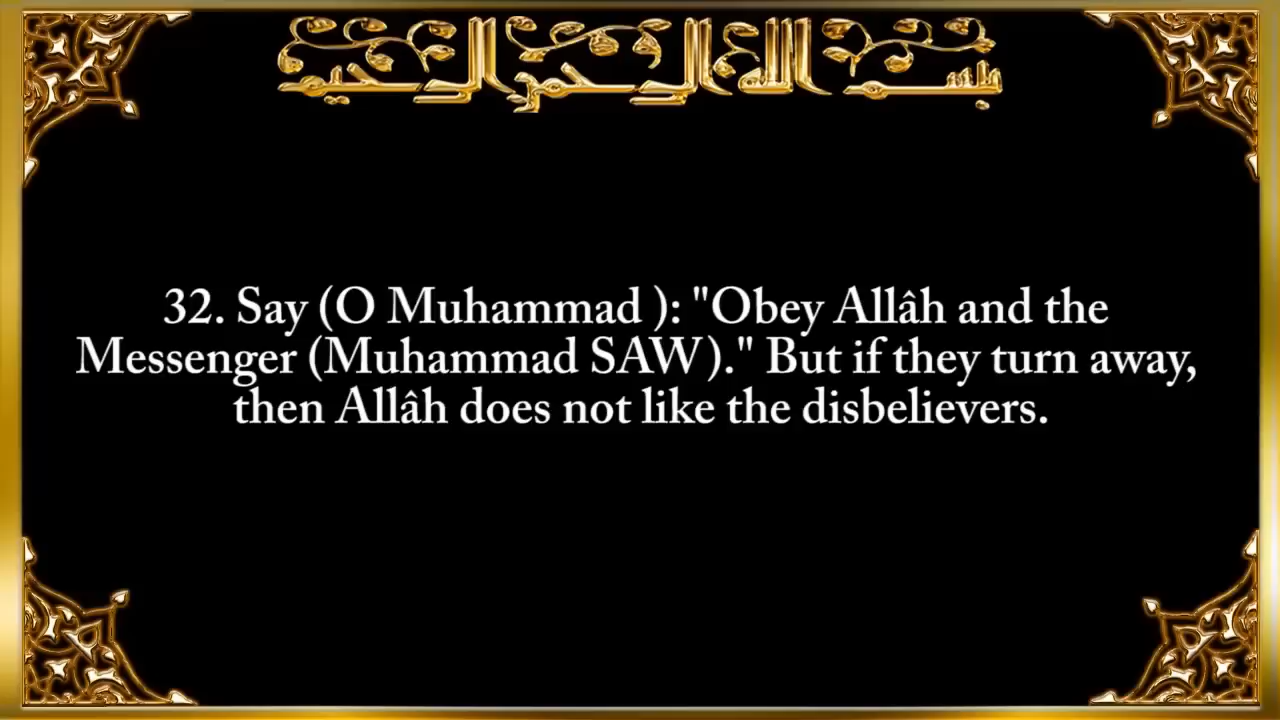 بسم الله الرحمن الرحيم
32. Say (O Muhammad ): "Obey Allâh and the
Messenger (Muhammad SAW)." But if they turn away,
then Allâh does not like the disbelievers.